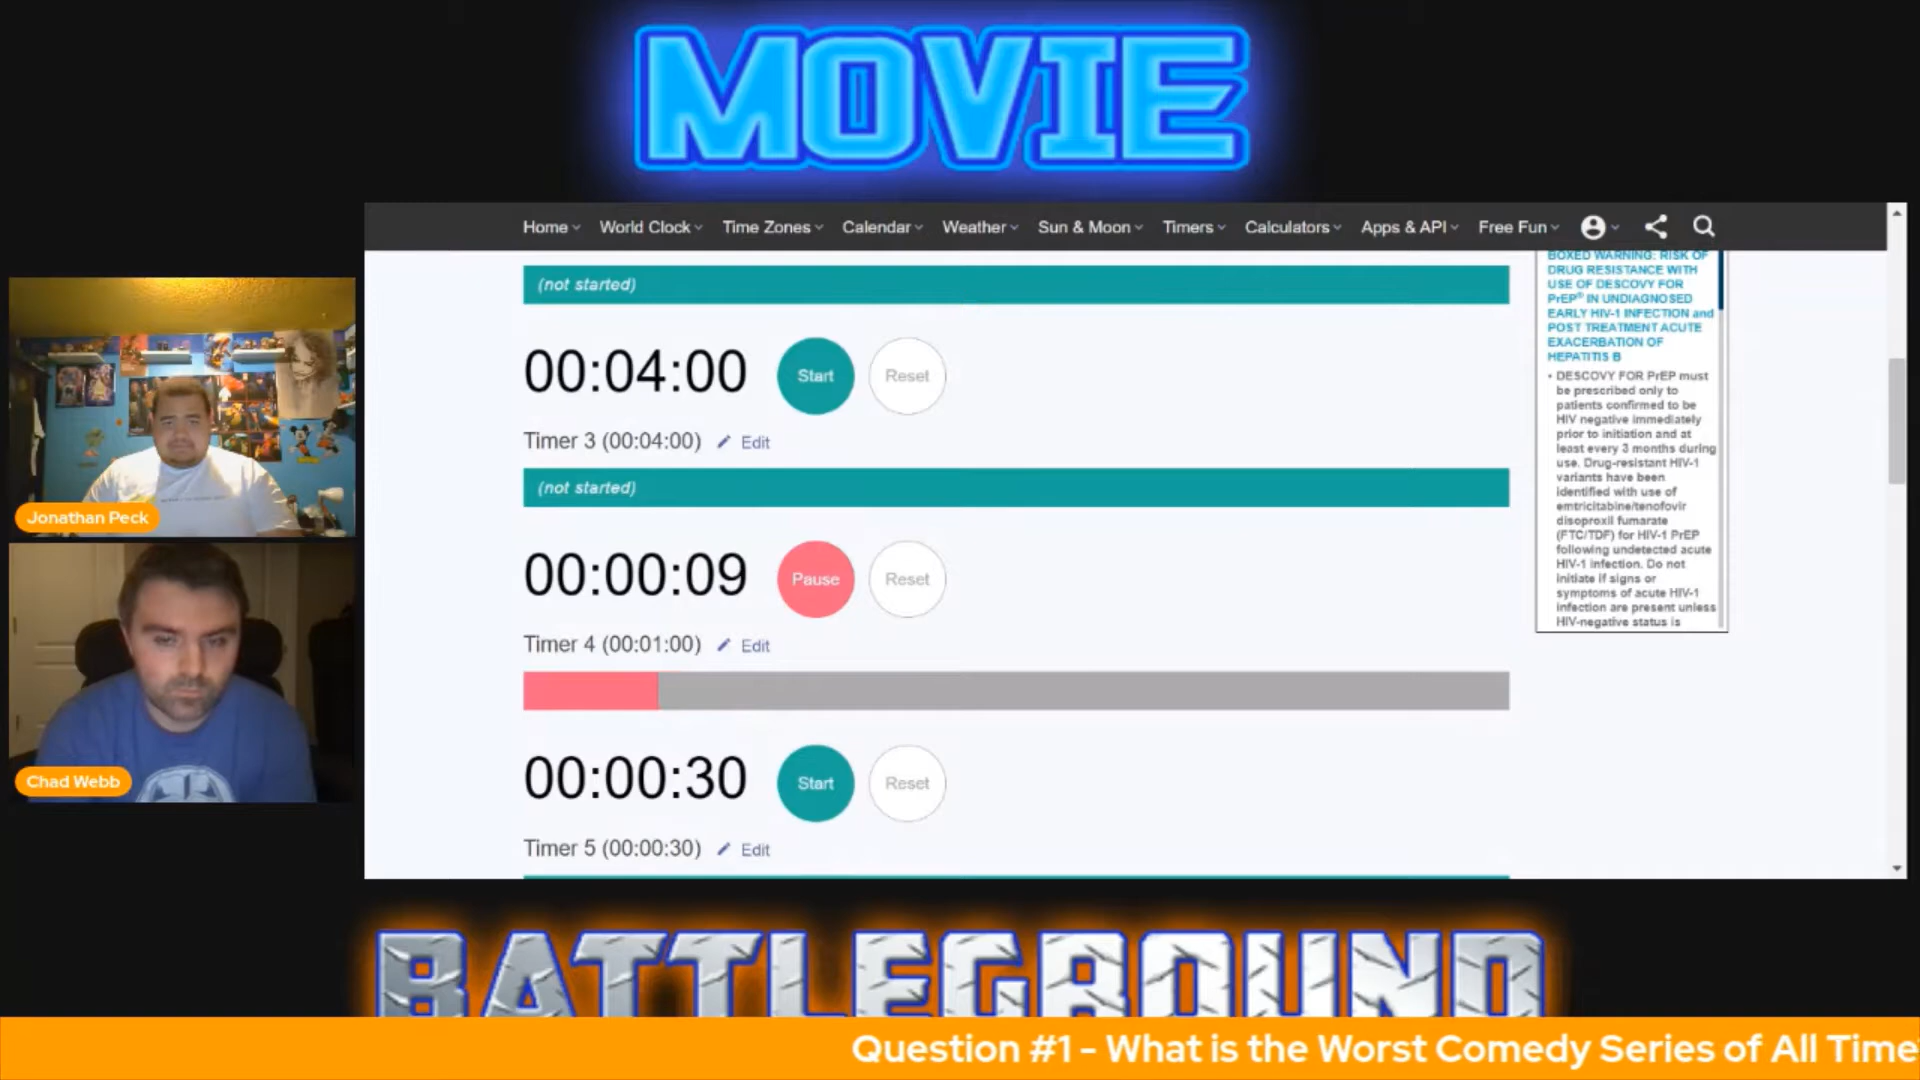 MOVIE
Home World Clock Time Zones Calendar Weather Sun & Moon Timers Calculators Apps & API Free Fun
(not started)
00:04:00 Start Reset
Timer 3 (00:04:00) Edit
(not started)
00:00:09 Pause Reset
Timer 4 (00:01:00) Edit
00:00:30 Start Reset
Timer 5 (00:00:30) Edit
BOXED WARNING: RISK OF
DRUG RESISTANCE WITH
USE OF DESCOVY FOR
PrEP® IN UNDIAGNOSED
EARLY HIV-1 INFECTION and
POST TREATMENT ACUTE
EXACERBATION OF
HEPATITIS B
• DESCOVY FOR PrEP must
be prescribed only to
patients confirmed to be
HIV negative immediately
prior to initiation and at
least every 3 months during
use. Drug-resistant HIV-1
variants have been
identified with use of
emtricitabine/tenofovir
disoproxil fumarate
(FTC/TDF) for HIV-1 PrEP
following undetected acute
HIV-1 infection. Do not
initiate if signs or
symptoms of acute HIV-1
infection are present unless
HIV-negative status is
Jonathan Peck
Chad Webb
BATTLEGROUND
Question #1 - What is the Worst Comedy Series of All Time